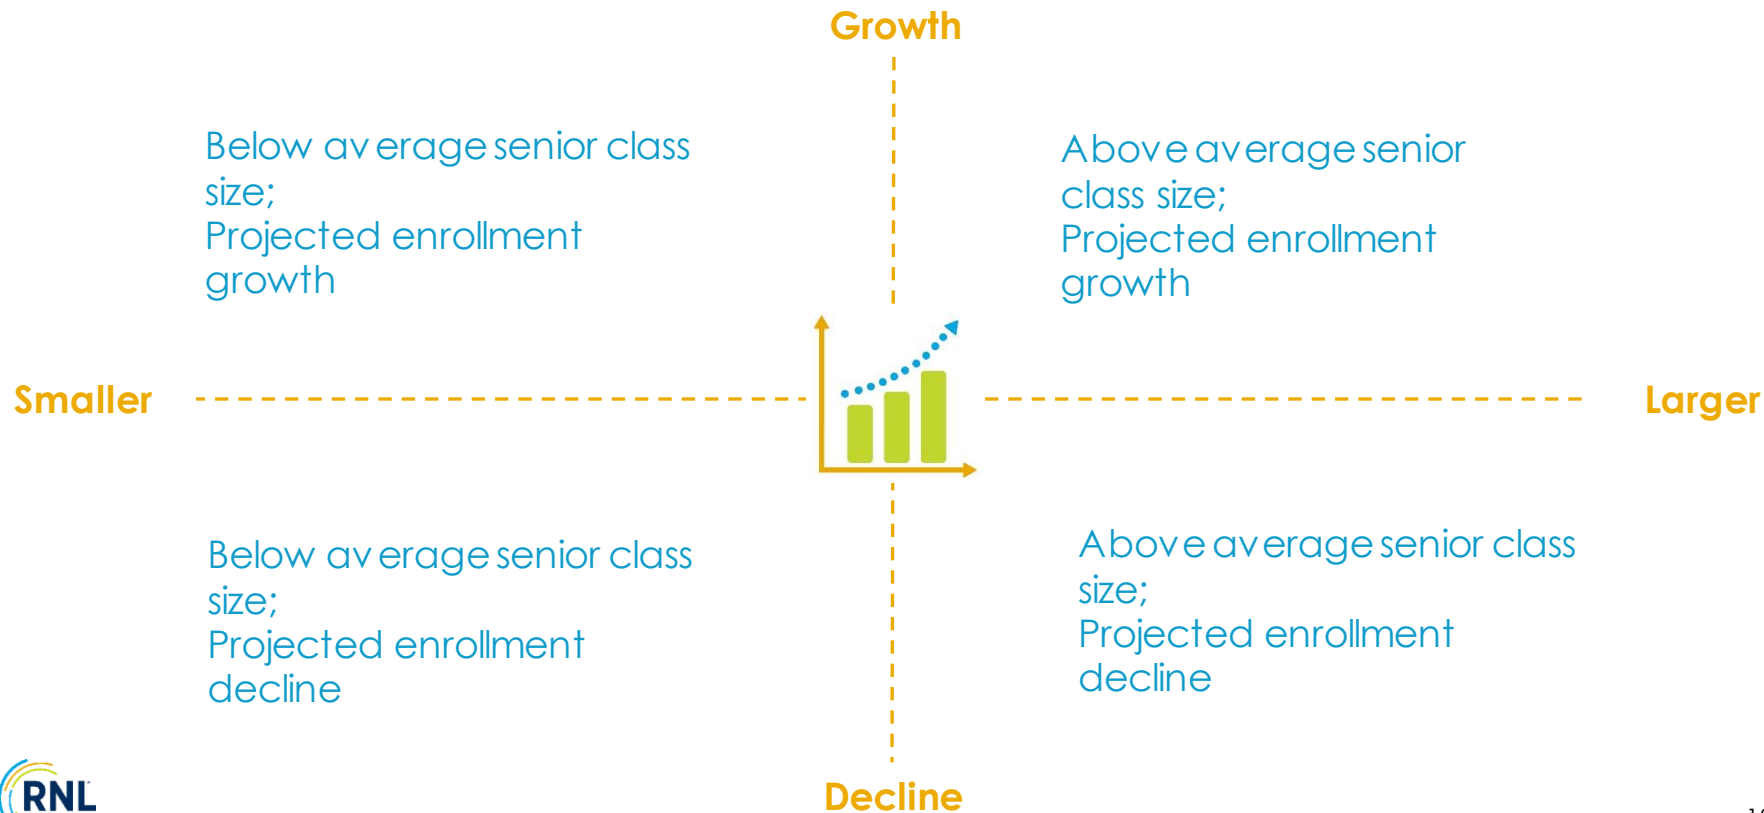 Growth
Below average senior class
size;
Projected enrollment
growth
Above average senior
class size;
Projected enrollment
growth
Smaller
Larger
Below average senior class
size;
Projected enrollment
decline
Above average senior class
size;
Projected enrollment
decline
RNL
Decline